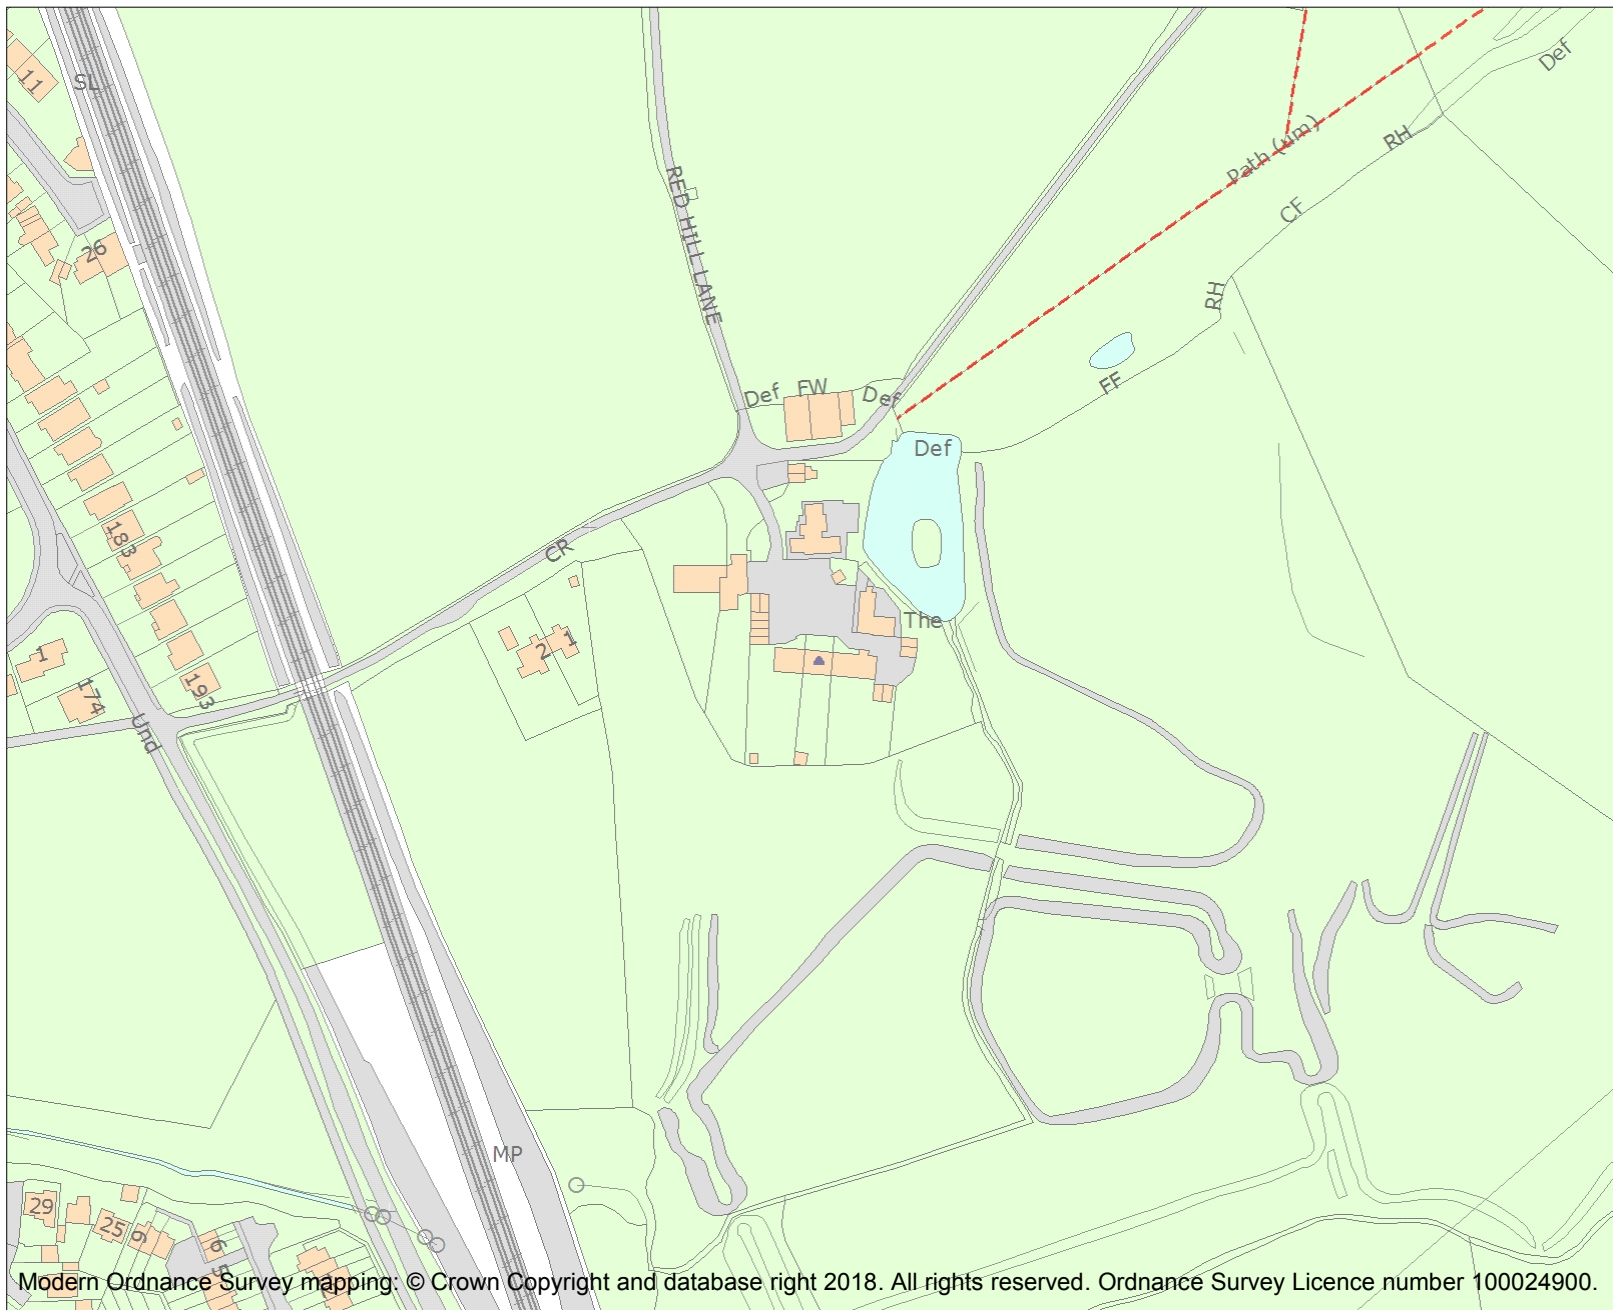 SL
11
Def
Path (um)
RH
RED HILL LANE
CF
26
RH
FF
Def
FW
Def
Def
183
CR
The
1
2
1
193
174
Und
MP
29
25
9
6
5
Modern Ordnance Survey mapping: © Crown Copyright and database right 2018. All rights reserved. Ordnance Survey Licence number 100024900.